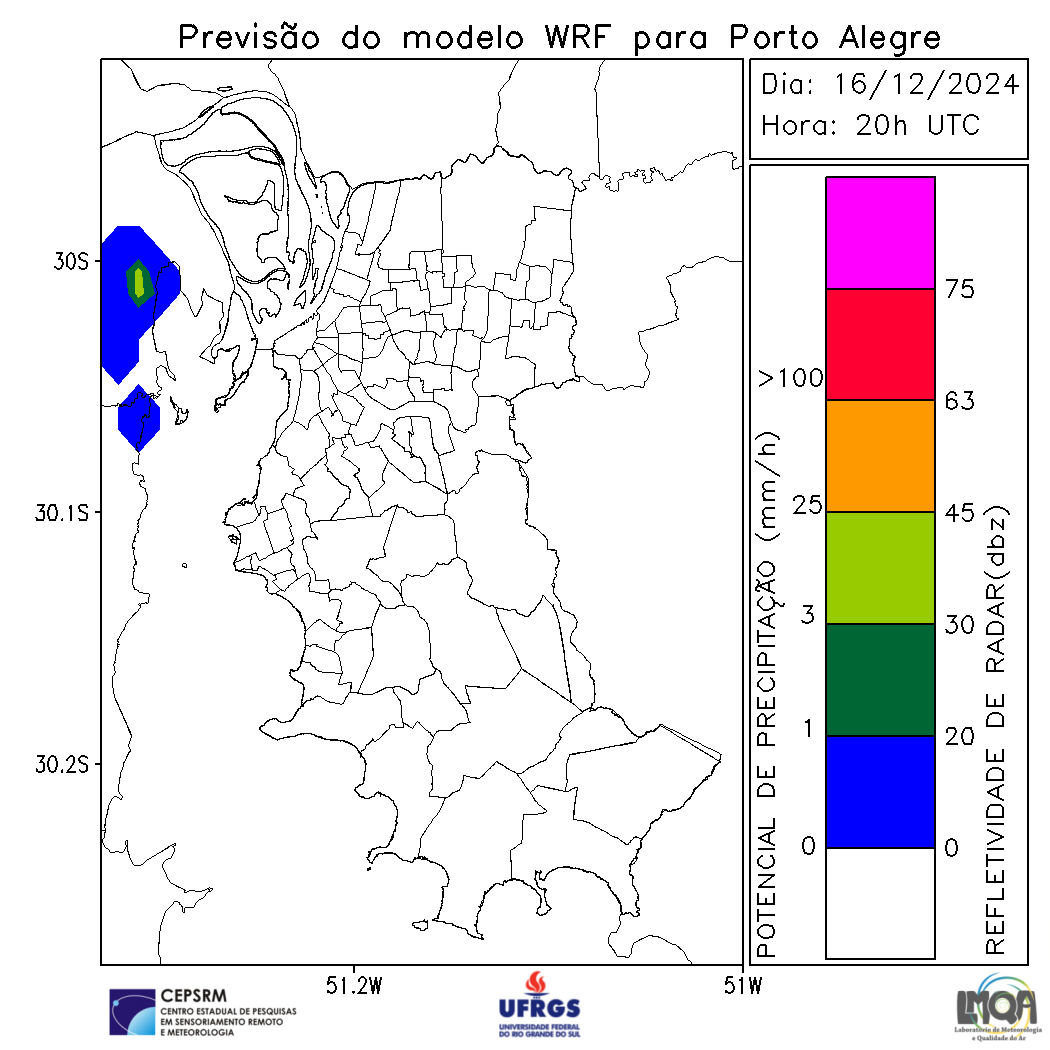 Previsão do modelo WRF para Porto Alegre
Dia: 16/12/2024
Hora: 20h UTC
30S
30.1S
30.2S
51.2W
51W
POTENCIAL DE PRECIPITAÇÃO (mm/h)
>100
25
3
1
0
75
63
45
30
20
0
REFLETIVIDADE DE RADAR(dbz)
CEPSRM
CENTRO ESTADUAL DE PESQUISAS
EM SENSORIAMENTO REMOTO
E METEOROLOGIA
UFRGS
UNIVERSIDADE FEDERAL
DO RIO GRANDE DO SUL
LMQA
Laboratório de Meteorologia
e Qualidade do Ar